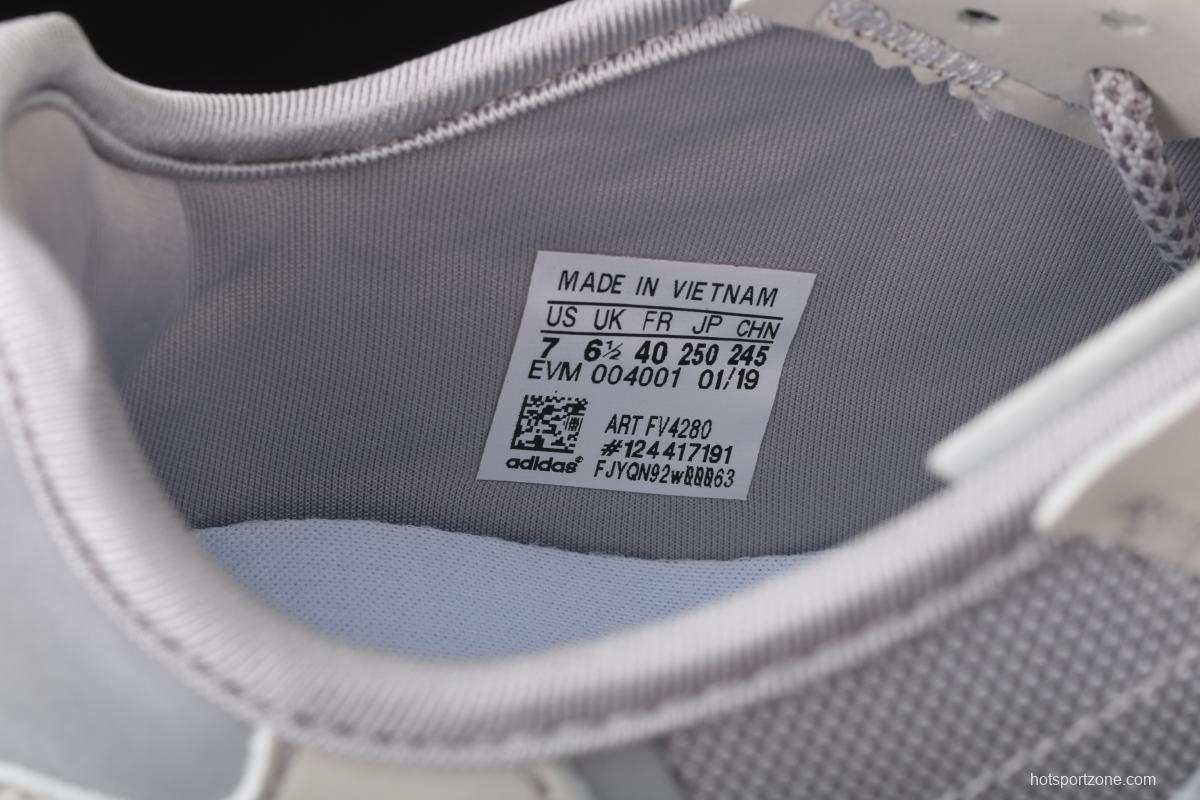 MADE IN VIETNAM
US UK FR JP CHN
7 6½ 40 250 245
EVM 004001 01/19
ART FV4280
#124417191
adidas®
hotsportzone.com